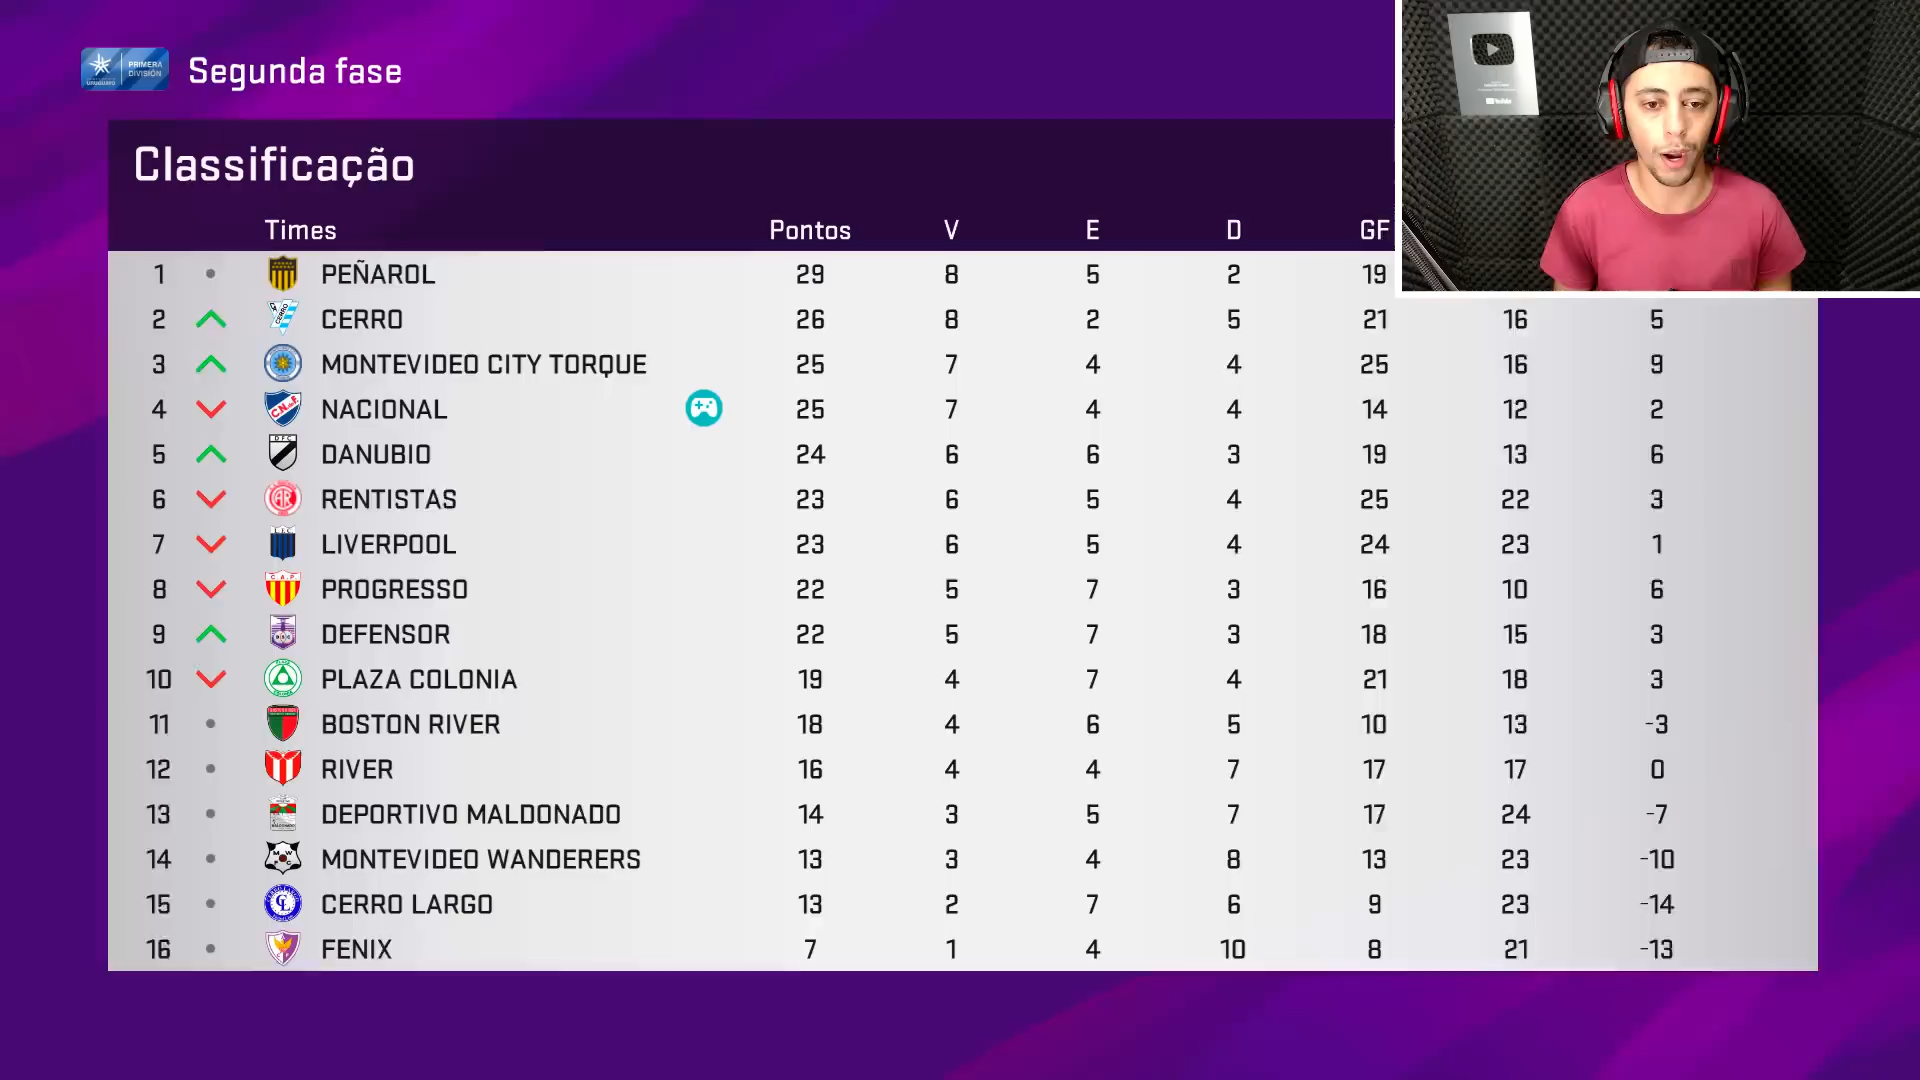 PRIMERA
DIVISIÓN
Segunda fase
Classificação
Times Pontos V E D GF
1 PEÑAROL 29 8 5 2 19
2 CERRO 26 8 2 5 21 16 5
3 MONTEVIDEO CITY TORQUE 25 7 4 4 25 16 9
4 NACIONAL 25 7 4 4 14 12 2
5 DANUBIO 24 6 6 3 19 13 6
6 RENTISTAS 23 6 5 4 25 22 3
7 LIVERPOOL 23 6 5 4 24 23 1
8 PROGRESSO 22 5 7 3 16 10 6
9 DEFENSOR 22 5 7 3 18 15 3
10 PLAZA COLONIA 19 4 7 4 21 18 3
11 BOSTON RIVER 18 4 6 5 10 13 -3
12 RIVER 16 4 4 7 17 17 0
13 DEPORTIVO MALDONADO 14 3 5 7 17 24 -7
14 MONTEVIDEO WANDERERS 13 3 4 8 13 23 -10
15 CERRO LARGO 13 2 7 6 9 23 -14
16 FENIX 7 1 4 10 8 21 -13
YouTube